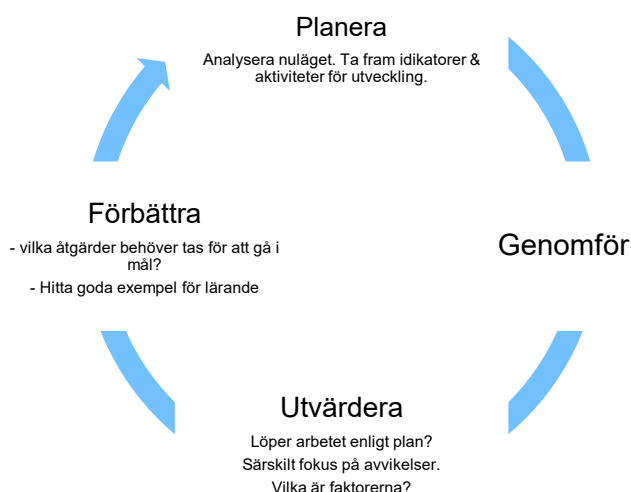 Planera
Analysera nuläget. Ta fram idikatorer &
aktiviteter för utveckling.
Genomför
Utvärdera
Löper arbetet enligt plan?
Särskilt fokus på avvikelser.
Vilka är faktorerna?
Förbättra
- vilka åtgärder behöver tas för att gå i
mål?
- Hitta goda exempel för lärande